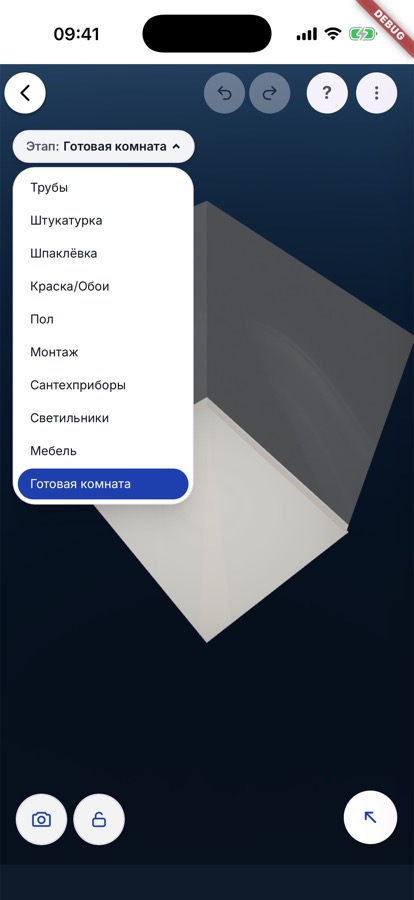 09:41
DEBUG
?
Этап: Готовая комната
Трубы
Штукатурка
Шпаклёвка
Краска/Обои
Пол
Монтаж
Сантехприборы
Светильники
Мебель
Готовая комната